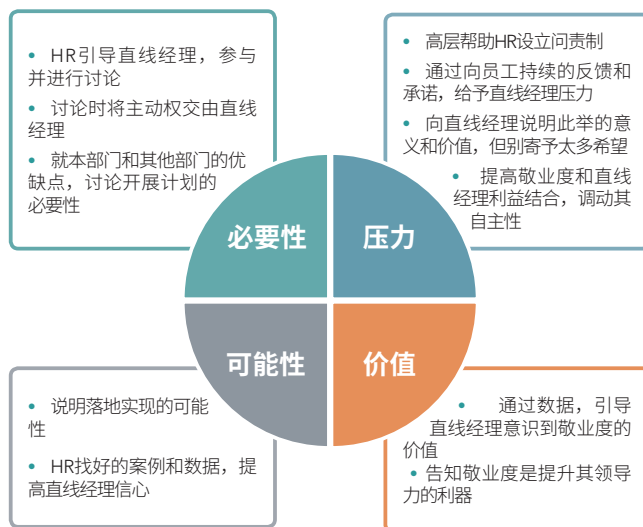 • HR引导直线经理，参与
并进行讨论
• 讨论时将主动权交由直线
经理
• 就本部门和其他部门的优
缺点，讨论开展计划的
必要性
• 高层帮助HR设立问责制
• 通过向员工持续的反馈和
承诺，给予直线经理压力
• 向直线经理说明此举的意
义和价值，但别寄予太多希望
• 提高敬业度和直线
经理利益结合，调动其
自主性
必要性
压力
可能性
价值
• 说明落地实现的可能
性
• HR找好的案例和数据，提
高直线经理信心
• 通过数据，引导
直线经理意识到敬业度的
价值
• 告知敬业度是提升其领导
力的利器